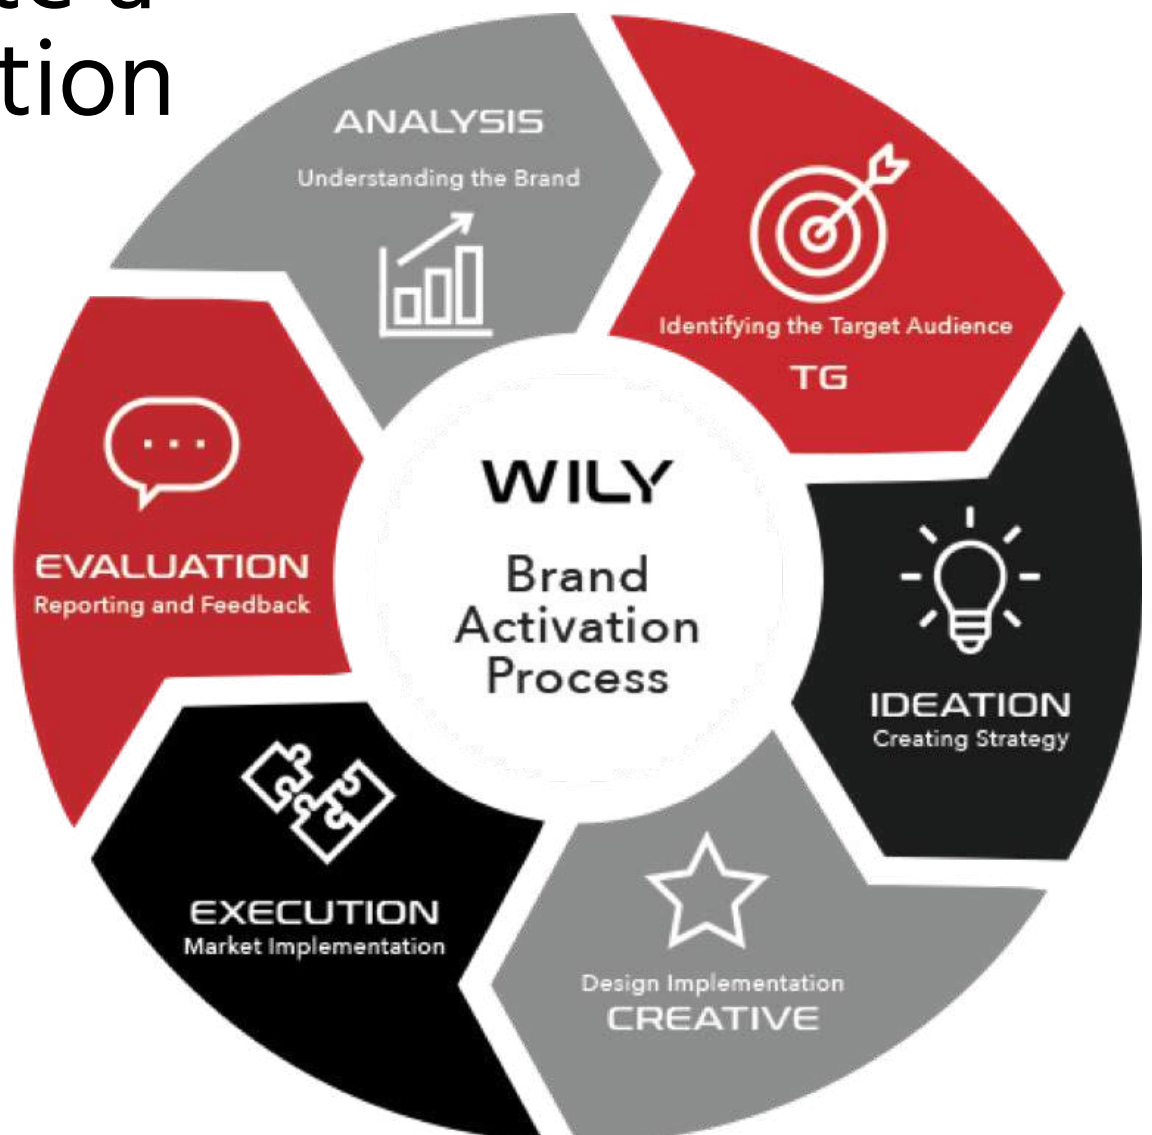 tion
ANALYSIS
Understanding the Brand
Identifying the Target Audience
TG
IDEATION
Creating Strategy
Design Implementation
CREATIVE
EXECUTION
Market Implementation
EVALUATION
Reporting and Feedback
WILY
Brand
Activation
Process